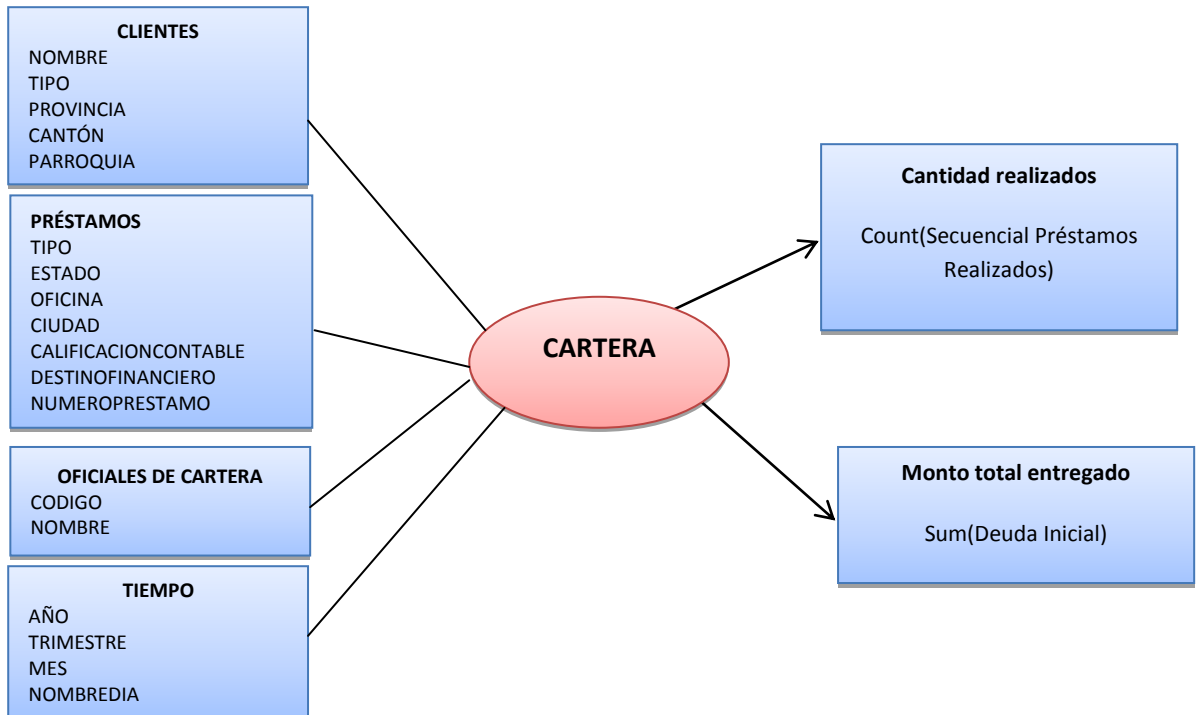 CLIENTES
NOMBRE
TIPO
PROVINCIA
CANTÓN
PARROQUIA
PRÉSTAMOS
TIPO
ESTADO
OFICINA
CIUDAD
CALIFICACIONCONTABLE
DESTINOFINANCIERO
NUMEROPRESTAMO
OFICIALES DE CARTERA
CODIGO
NOMBRE
TIEMPO
AÑO
TRIMESTRE
MES
NOMBREDIA
CARTERA
Cantidad realizados
Count(Secuencial Préstamos
Realizados)
Monto total entregado
Sum(Deuda Inicial)